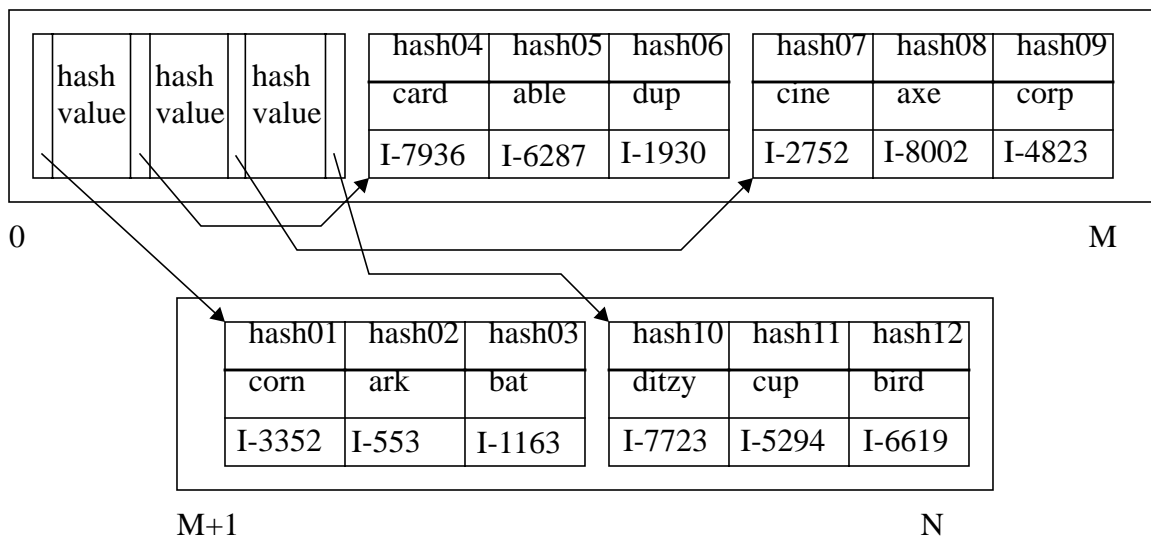 hash value hash value hash value
hash04 hash05 hash06
card able dup
I-7936 I-6287 I-1930
hash07 hash08 hash09
cine axe corp
I-2752 I-8002 I-4823
0 M
hash01 hash02 hash03
corn ark bat
I-3352 I-553 I-1163
hash10 hash11 hash12
ditzy cup bird
I-7723 I-5294 I-6619
M+1 N